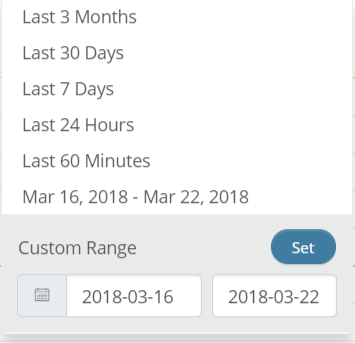 Last 3 Months
Last 30 Days
Last 7 Days
Last 24 Hours
Last 60 Minutes
Mar 16, 2018 - Mar 22, 2018
Custom Range Set
2018-03-16 2018-03-22